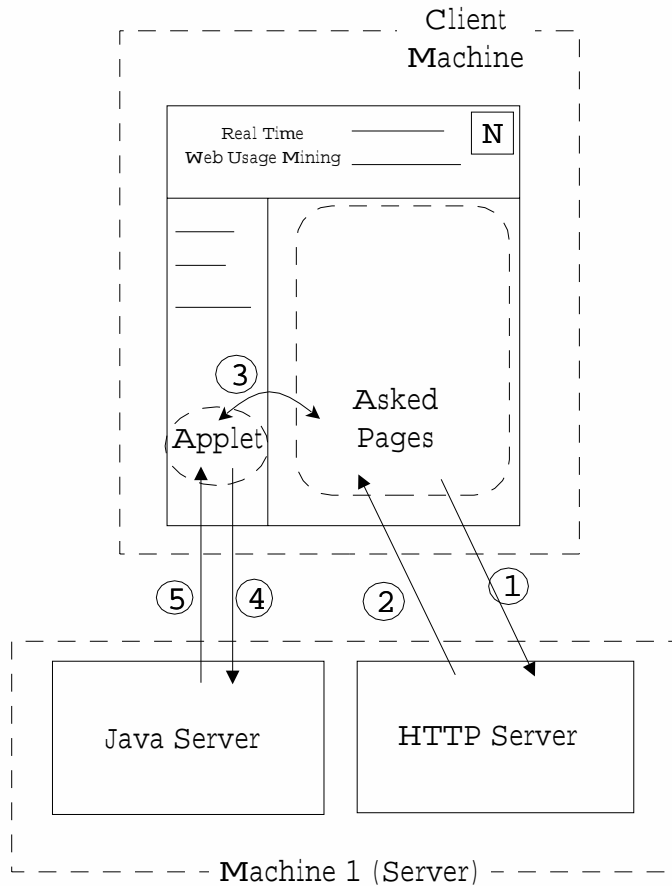 Client
Machine
Real Time
Web Usage Mining
N
3
Asked
Pages
Applet
5
4
2
1
Java Server
HTTP Server
Machine 1 (Server)